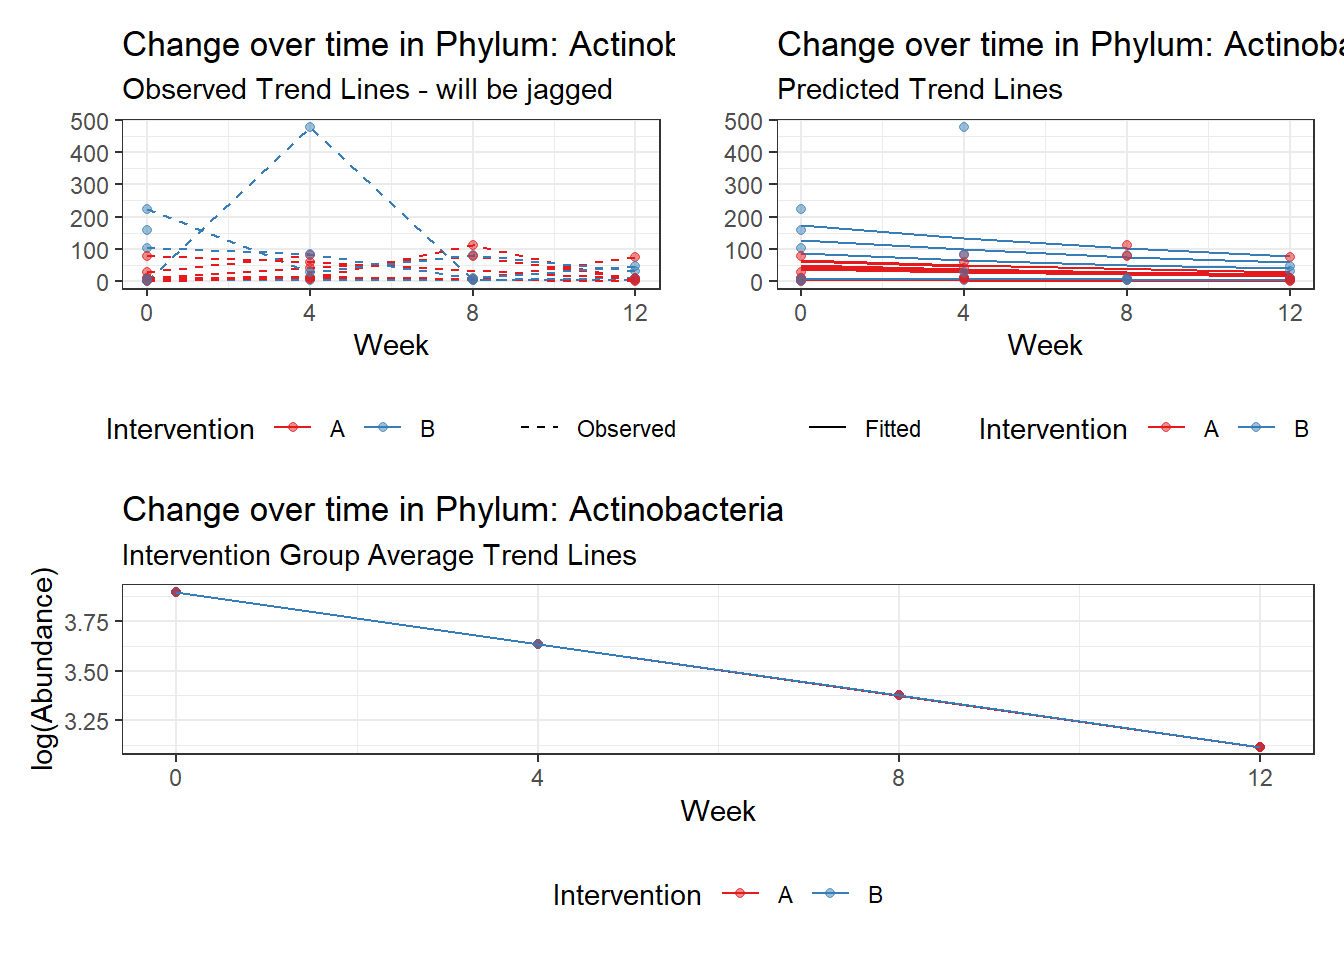 Change over time in Phylum: Actinob
Observed Trend Lines - will be jagged
500
400
300
200
100
0
0 4 8 12
Week
Intervention A B Observed
Change over time in Phylum: Actinoba
Predicted Trend Lines
500
400
300
200
100
0
0 4 8 12
Week
Fitted Intervention A B
Change over time in Phylum: Actinobacteria
Intervention Group Average Trend Lines
log(Abundance)
3.75
3.50
3.25
0 4 8 12
Week
Intervention A B